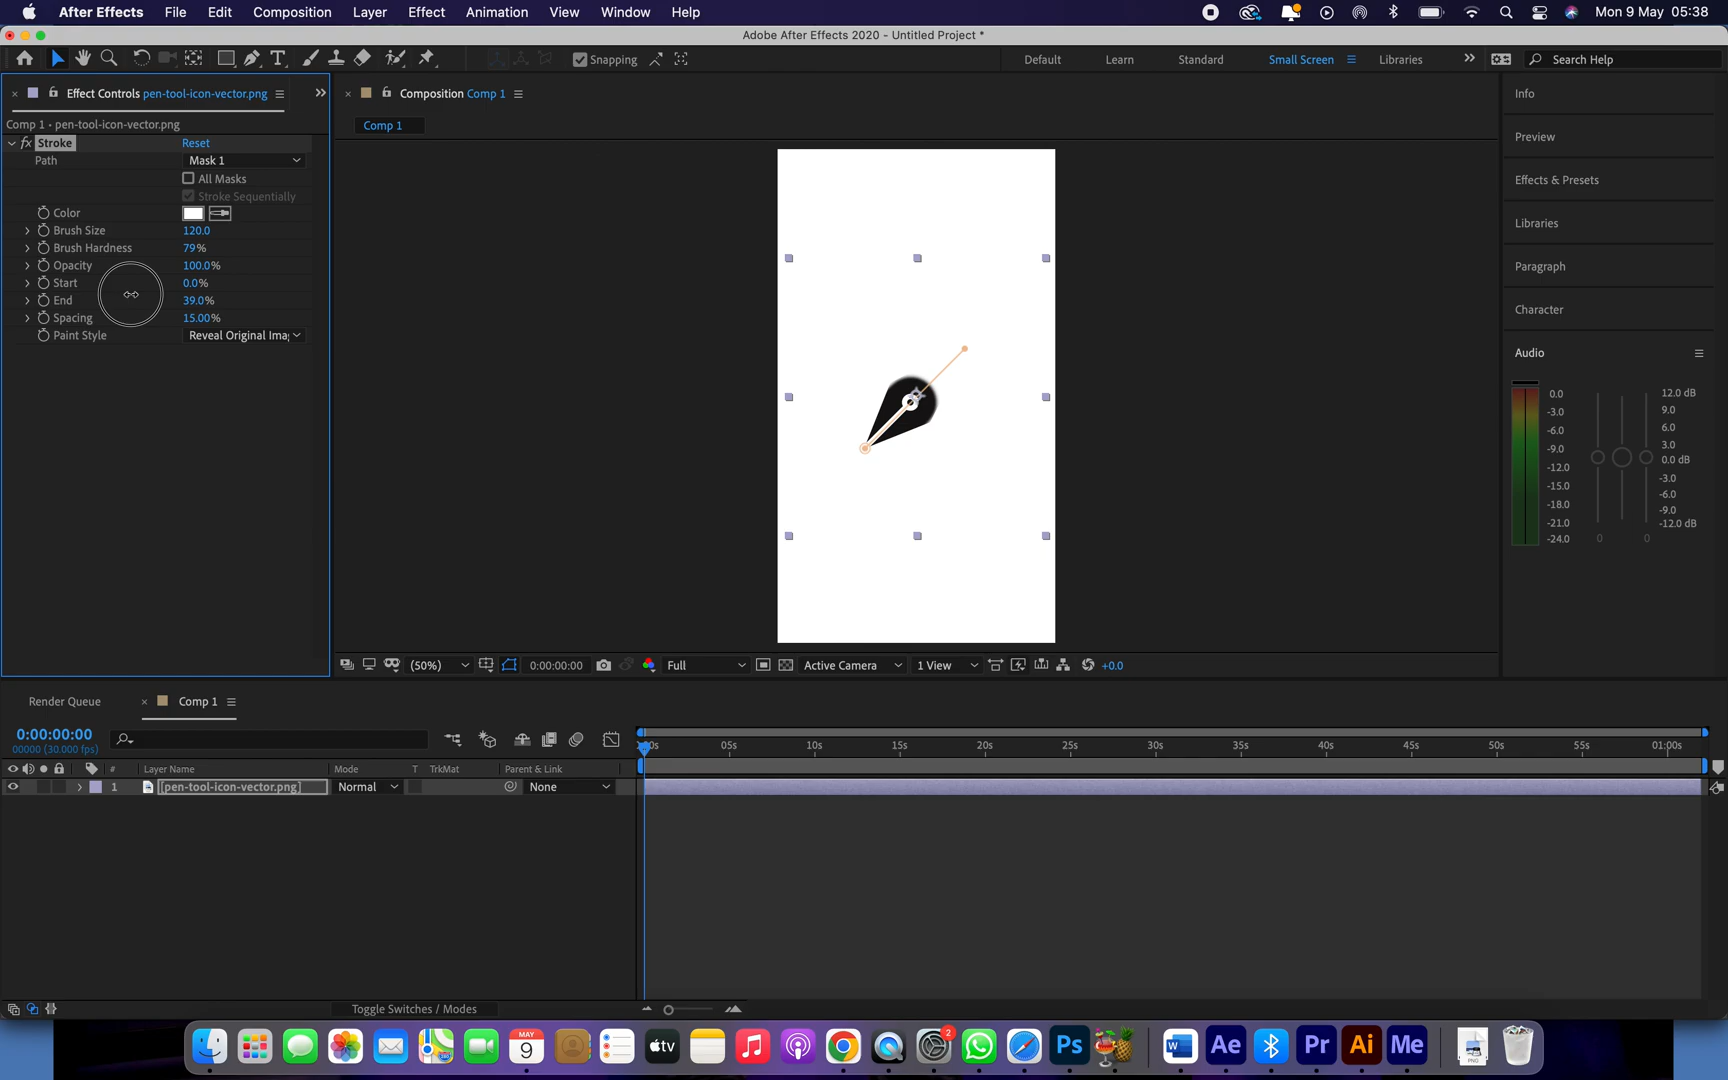 After Effects File Edit Composition Layer Effect Animation View Window Help Mon 9 May 05:38
Adobe After Effects 2020 - Untitled Project *
Snapping Default Learn Standard Small Screen Libraries Search Help
Effect Controls pen-tool-icon-vector.png
Composition Comp 1
Comp 1 • pen-tool-icon-vector.png
Comp 1
fx Stroke Reset
Path Mask 1
All Masks
Stroke Sequentially
Color
Brush Size 120.0
Brush Hardness 79%
Opacity 100.0%
Start 0.0%
End 39.0%
Spacing 15.00%
Paint Style Reveal Original Ima
Info
Preview
Effects & Presets
Libraries
Paragraph
Character
Audio
0.0 12.0 dB
-3.0 9.0
-6.0 6.0
-9.0 3.0
-12.0 0.0 dB
-15.0 -3.0
-18.0 -6.0
-21.0 -9.0
-24.0 -12.0 dB
0 0
(50%) 0:00:00:00 Full Active Camera 1 View +0.0
Render Queue Comp 1
0:00:00:00
00000 (30.000 fps)
05s 10s 15s 20s 25s 30s 35s 40s 45s 50s 55s 01:00s
# Layer Name Mode T TrkMat Parent & Link
1 [pen-tool-icon-vector.png] Normal None
Toggle Switches / Modes
MAY
9
tv
2
Ps
W
Ae
Pr
Ai
Me
PNG